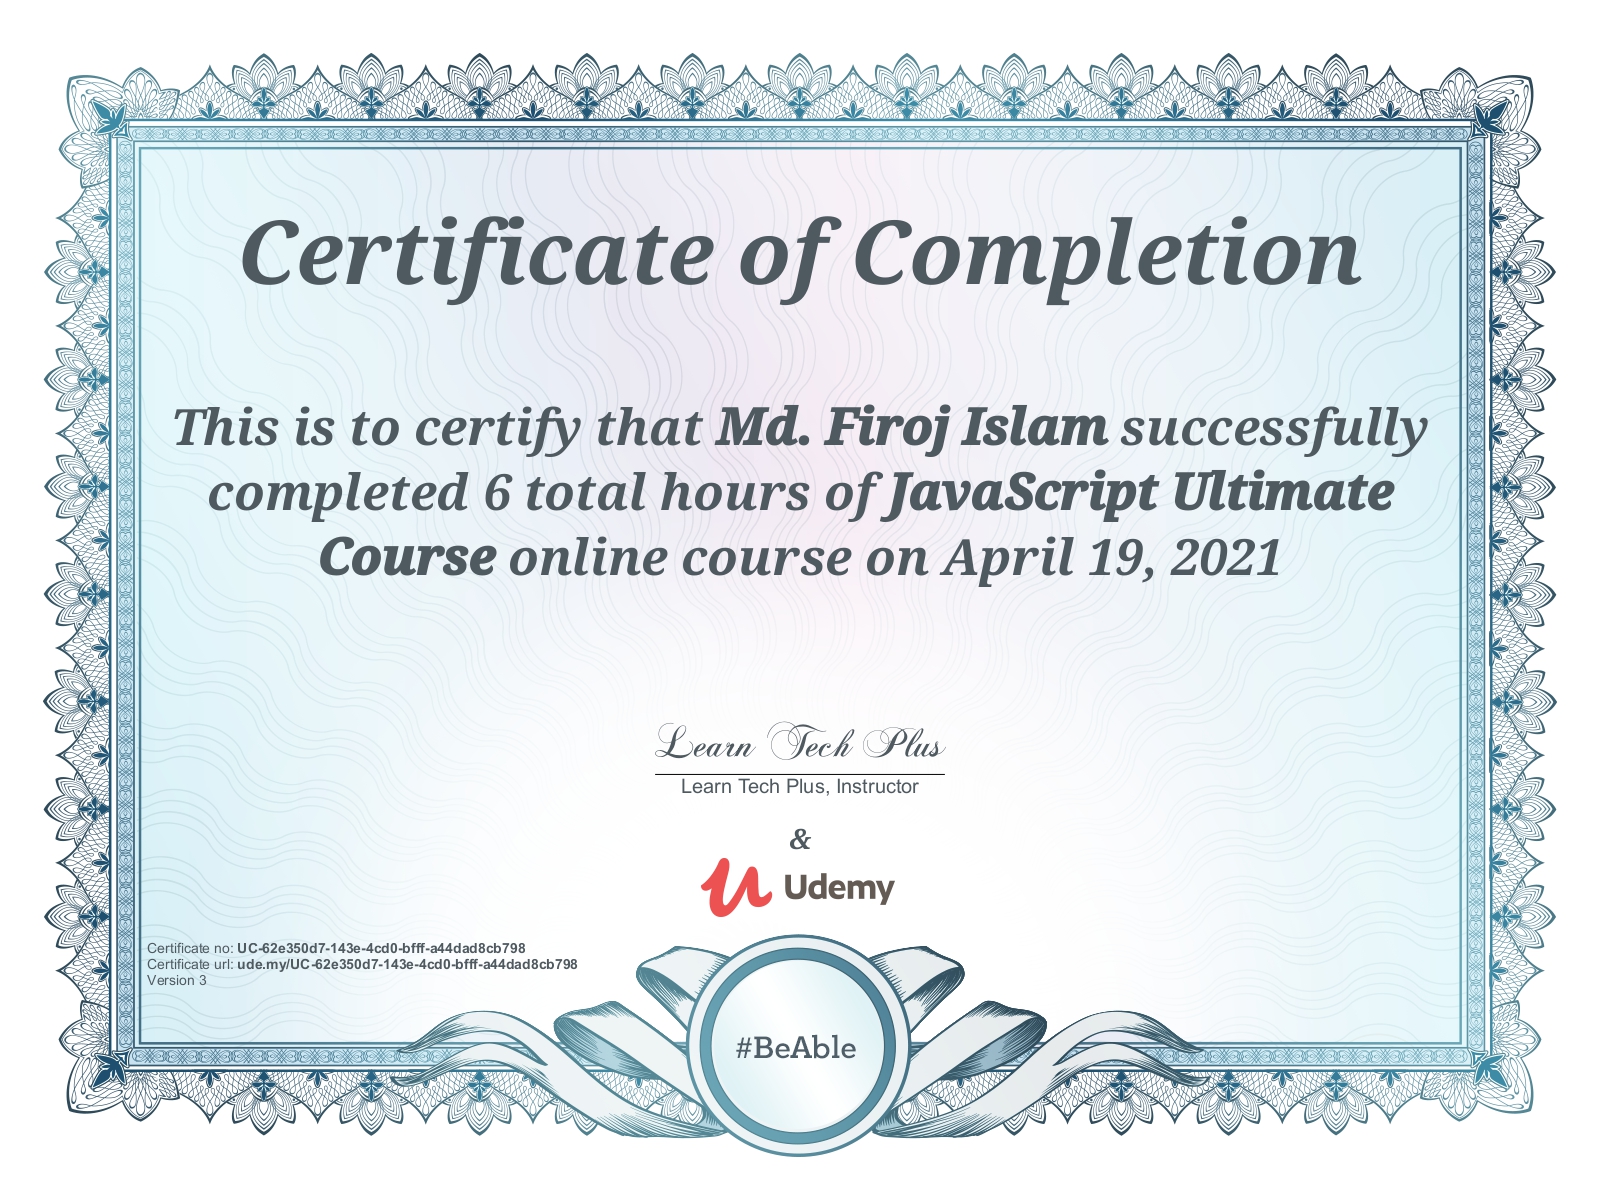 Certificate of Completion
This is to certify that Md. Firoj Islam successfully
completed 6 total hours of JavaScript Ultimate
Course online course on April 19, 2021
Learn Tech Plus
Learn Tech Plus, Instructor
&
Udemy
Certificate no: UC-62e350d7-143e-4cd0-bfff-a44dad8cb798
Certificate url: ude.my/UC-62e350d7-143e-4cd0-bfff-a44dad8cb798
Version 3
#BeAble